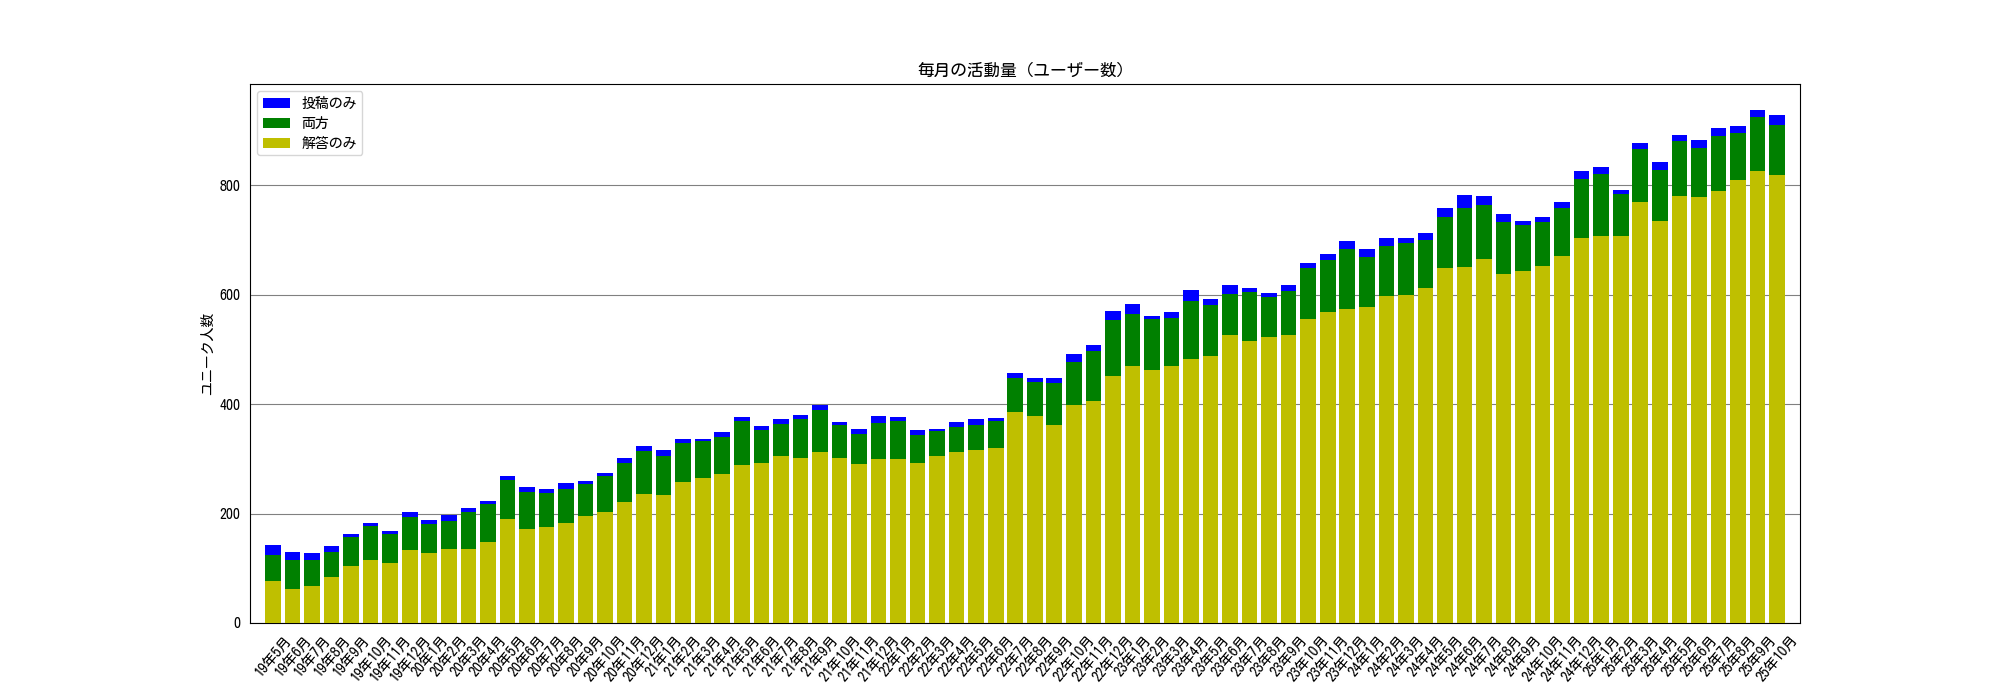 毎月の活動量（ユーザー数）
投稿のみ
両方
解答のみ
ユニーク人数
800
600
400
200
0
19年5月
19年6月
19年7月
19年8月
19年9月
19年10月
19年11月
19年12月
20年1月
20年2月
20年3月
20年4月
20年5月
20年6月
20年7月
20年8月
20年9月
20年10月
20年11月
20年12月
21年1月
21年2月
21年3月
21年4月
21年5月
21年6月
21年7月
21年8月
21年9月
21年10月
21年11月
21年12月
22年1月
22年2月
22年3月
22年4月
22年5月
22年6月
22年7月
22年8月
22年9月
22年10月
22年11月
22年12月
23年1月
23年2月
23年3月
23年4月
23年5月
23年6月
23年7月
23年8月
23年9月
23年10月
23年11月
23年12月
24年1月
24年2月
24年3月
24年4月
24年5月
24年6月
24年7月
24年8月
24年9月
24年10月
24年11月
24年12月
25年1月
25年2月
25年3月
25年4月
25年5月
25年6月
25年7月
25年8月
25年9月
25年10月